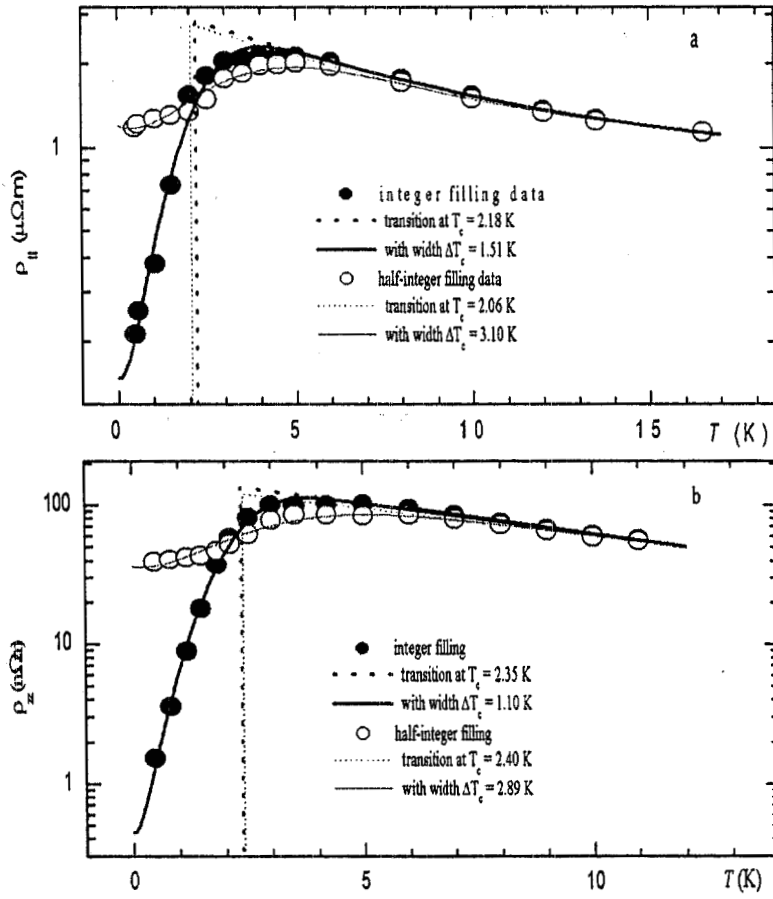 a
1
ρ_∥ (μΩm)
integer filling data
transition at T_c = 2.18 K
with width ΔT_c = 1.51 K
half-integer filling data
transition at T_c = 2.06 K
with width ΔT_c = 3.10 K
0 5 10 15 T (K)
b
100
10
1
integer filling
transition at T_c = 2.35 K
with width ΔT_c = 1.10 K
half-integer filling
transition at T_c = 2.40 K
with width ΔT_c = 2.89 K
0 5 10 T(K)